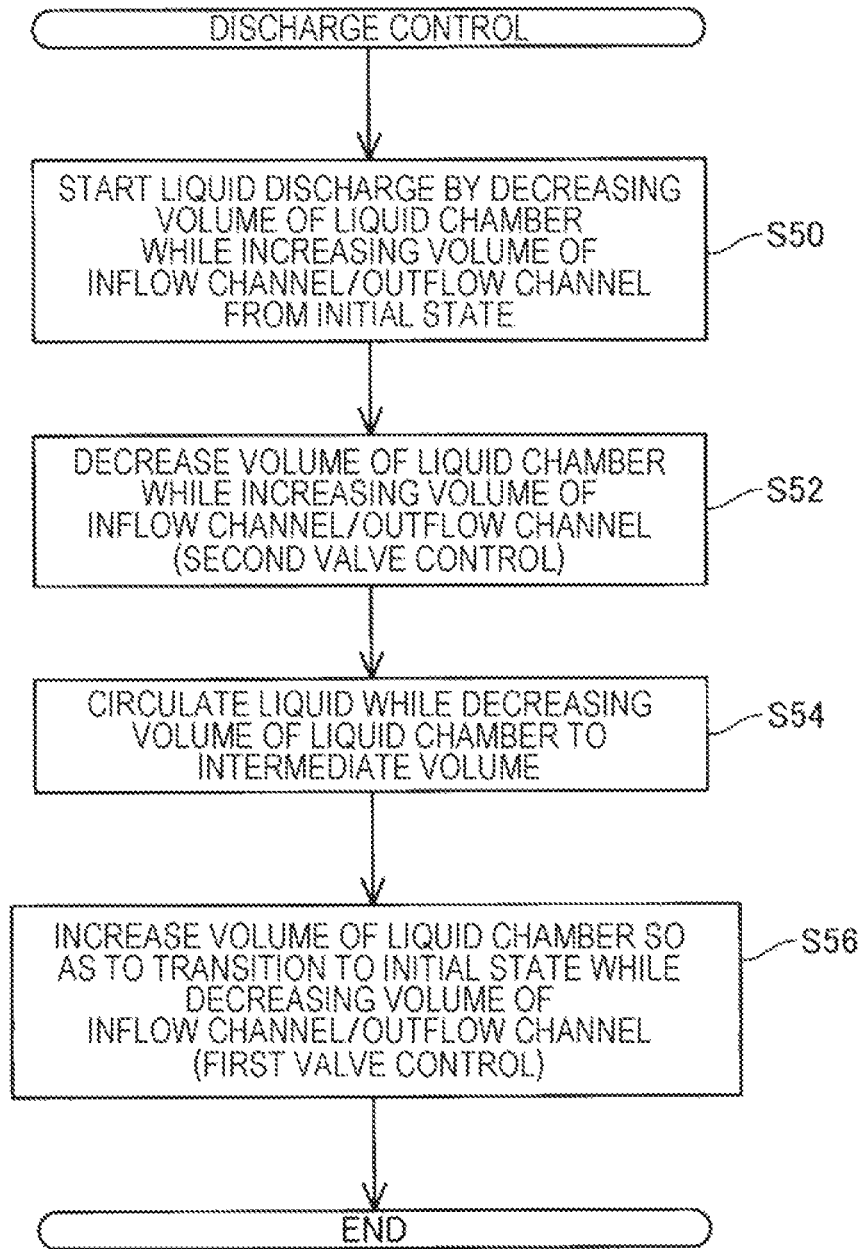 DISCHARGE CONTROL
START LIQUID DISCHARGE BY DECREASING
VOLUME OF LIQUID CHAMBER
WHILE INCREASING VOLUME OF
INFLOW CHANNEL/OUTFLOW CHANNEL
FROM INITIAL STATE
S50
DECREASE VOLUME OF LIQUID CHAMBER
WHILE INCREASING VOLUME OF
INFLOW CHANNEL/OUTFLOW CHANNEL
(SECOND VALVE CONTROL)
S52
CIRCULATE LIQUID WHILE DECREASING
VOLUME OF LIQUID CHAMBER TO
INTERMEDIATE VOLUME
S54
INCREASE VOLUME OF LIQUID CHAMBER SO
AS TO TRANSITION TO INITIAL STATE WHILE
DECREASING VOLUME OF
INFLOW CHANNEL/OUTFLOW CHANNEL
(FIRST VALVE CONTROL)
S56
END